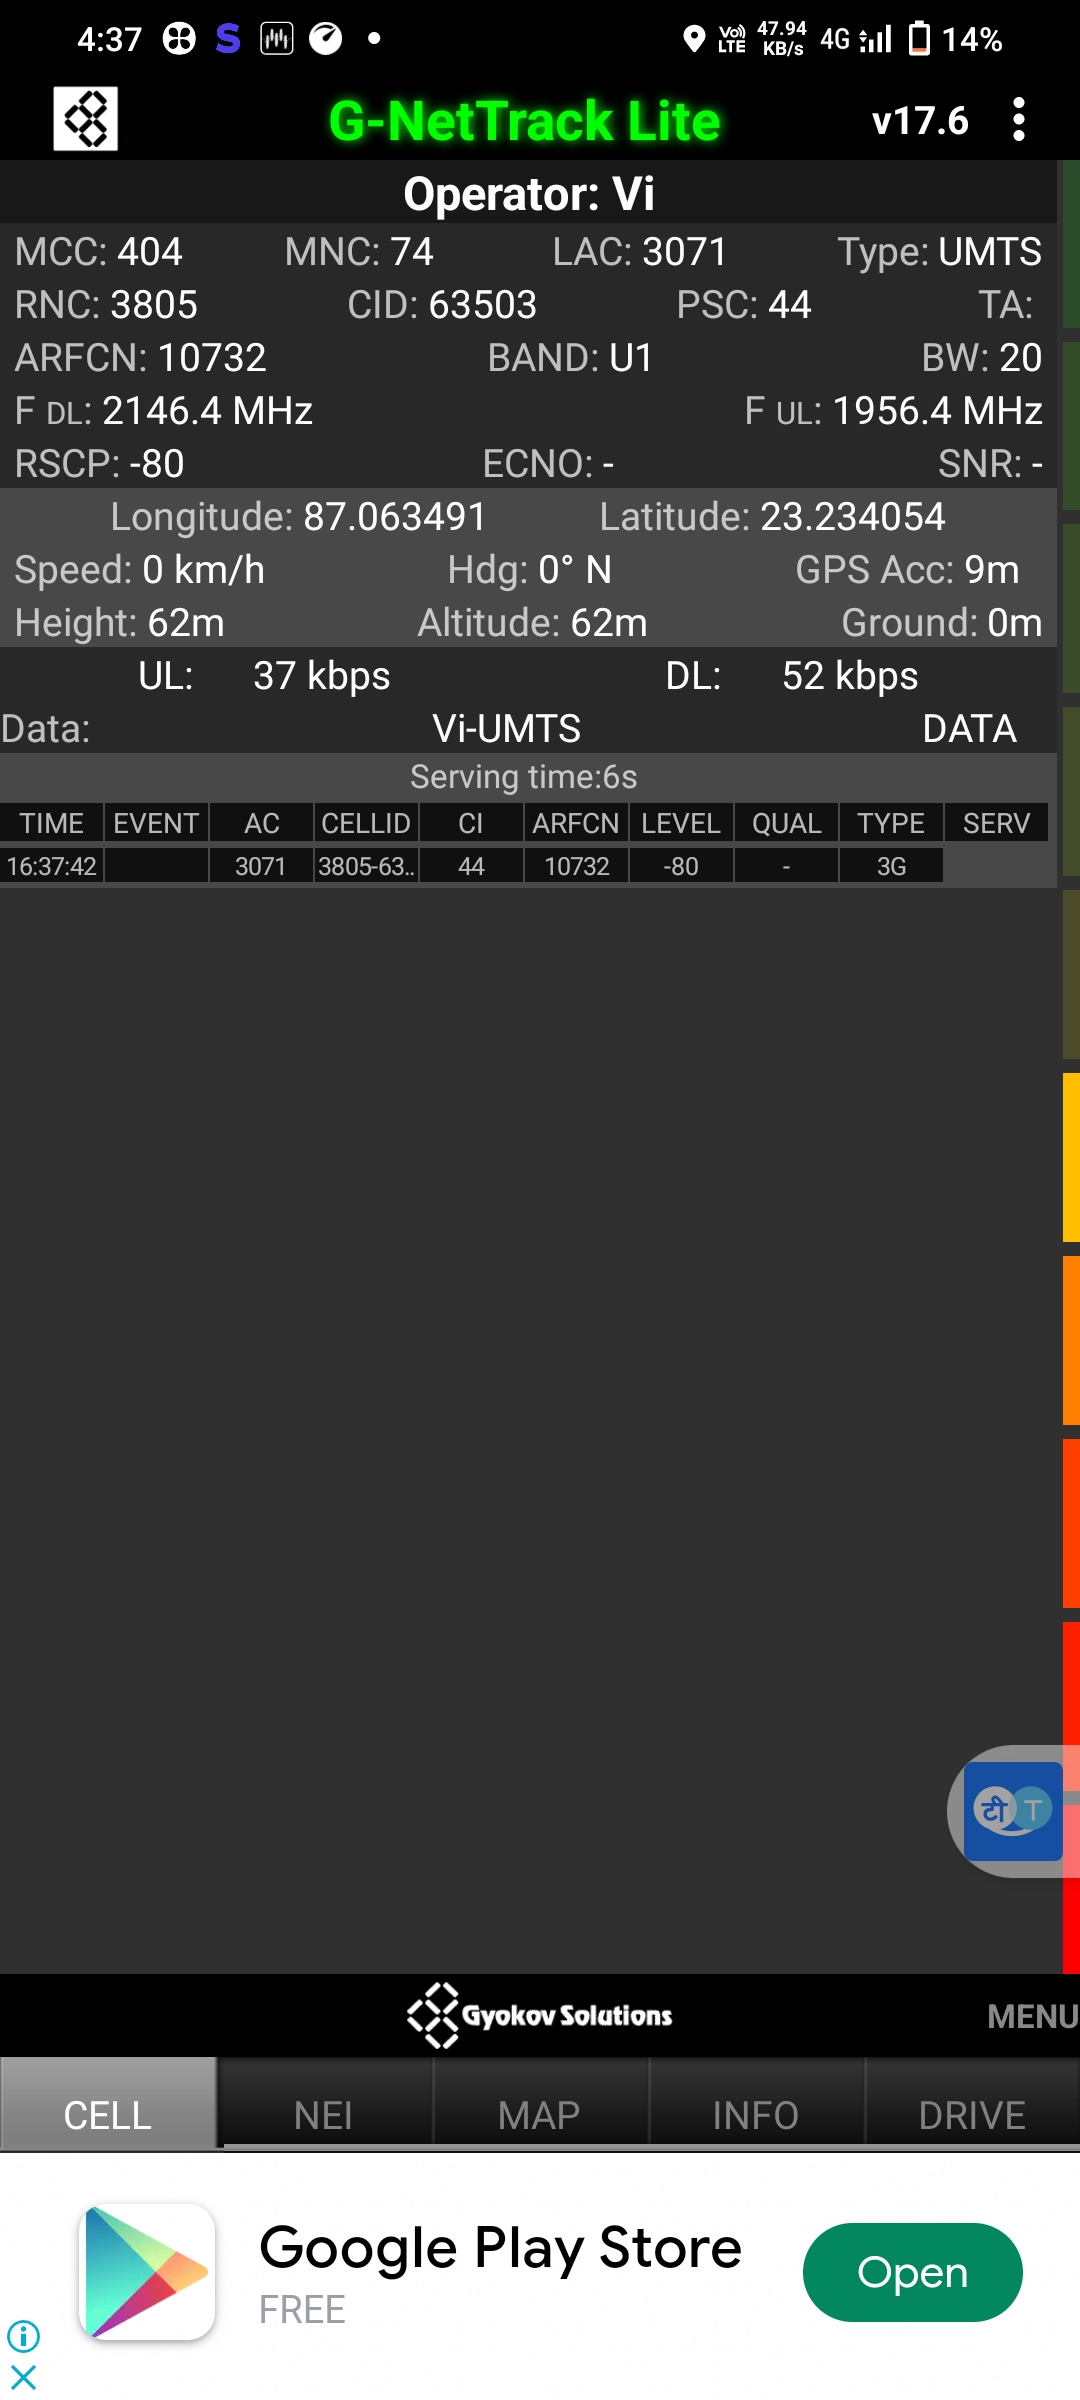 4:37 S VoLTE 47.94 KB/s 4G 14%
G-NetTrack Lite v17.6
Operator: Vi
MCC: 404 MNC: 74 LAC: 3071 Type: UMTS
RNC: 3805 CID: 63503 PSC: 44 TA:
ARFCN: 10732 BAND: U1 BW: 20
F DL: 2146.4 MHz F UL: 1956.4 MHz
RSCP: -80 ECNO: - SNR: -
Longitude: 87.063491 Latitude: 23.234054
Speed: 0 km/h Hdg: 0° N GPS Acc: 9m
Height: 62m Altitude: 62m Ground: 0m
UL: 37 kbps DL: 52 kbps
Data: Vi-UMTS DATA
Serving time:6s
TIME EVENT AC CELLID CI ARFCN LEVEL QUAL TYPE SERV
16:37:42 3071 3805-63.. 44 10732 -80 - 3G
टी T
Gyokov Solutions MENU
CELL NEI MAP INFO DRIVE
Google Play Store
FREE
Open